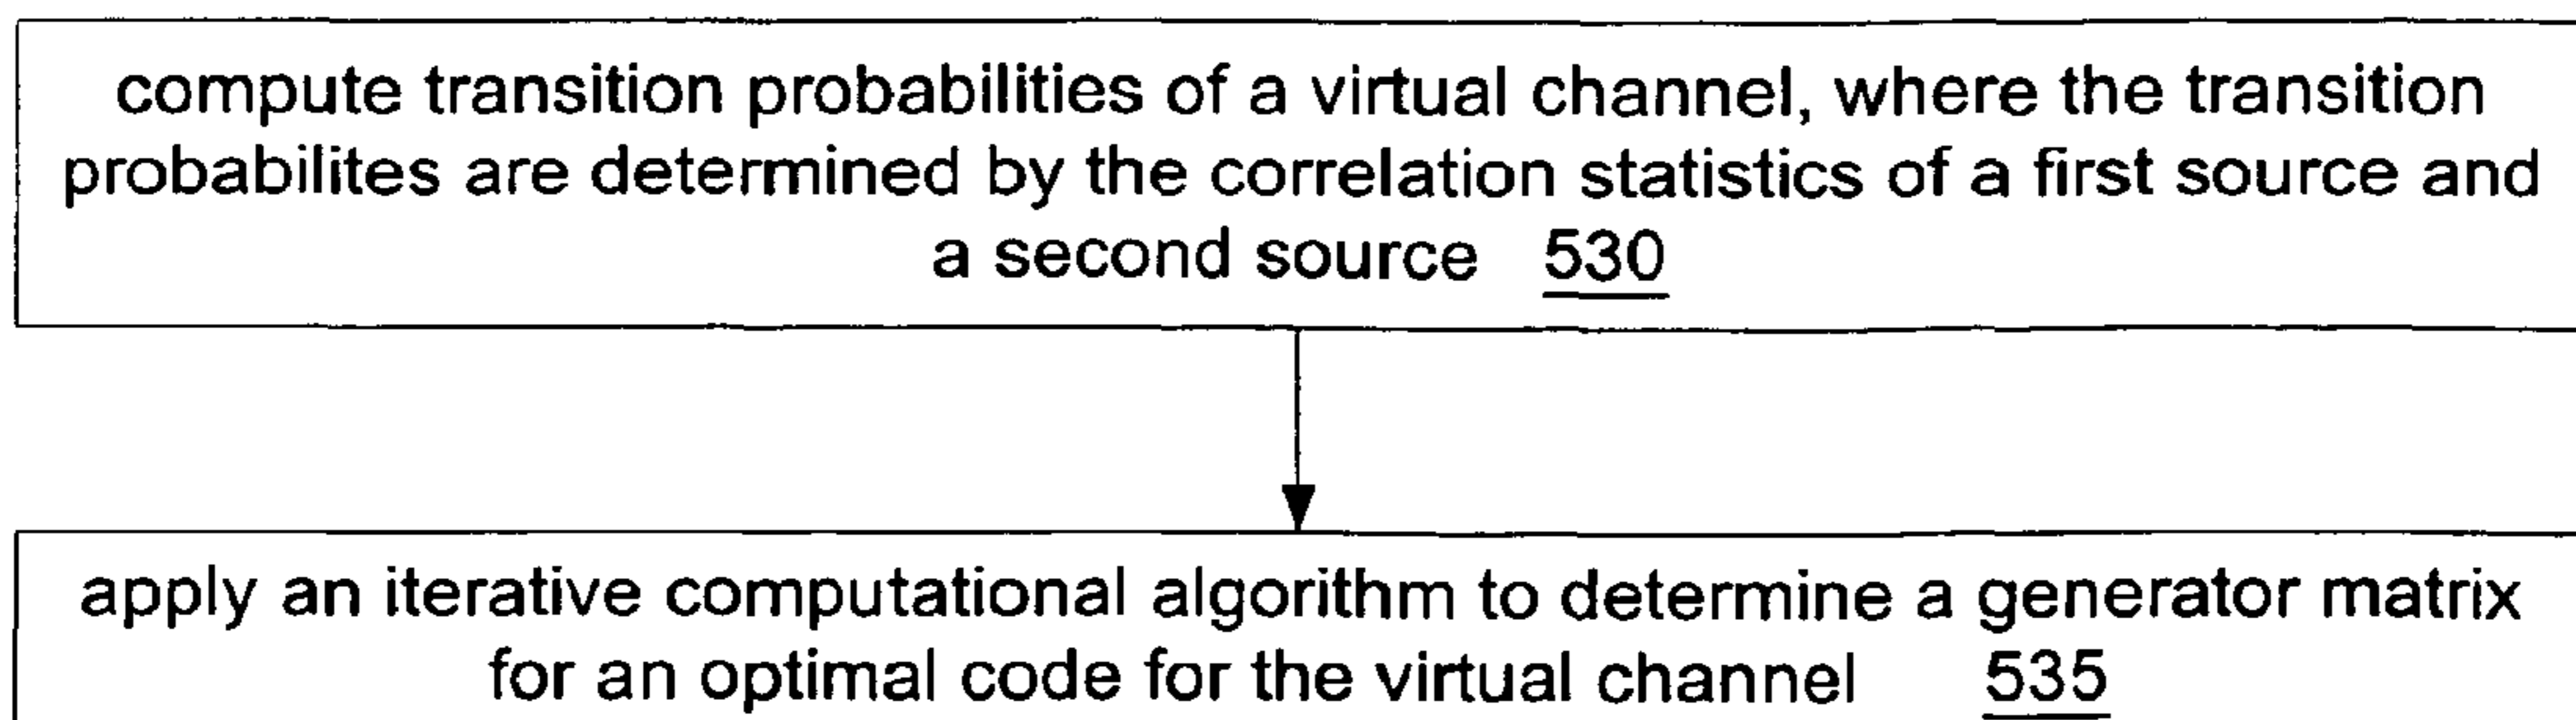 compute transition probabilities of a virtual channel, where the transition
probabilites are determined by the correlation statistics of a first source and
a second source 530
apply an iterative computational algorithm to determine a generator matrix
for an optimal code for the virtual channel 535